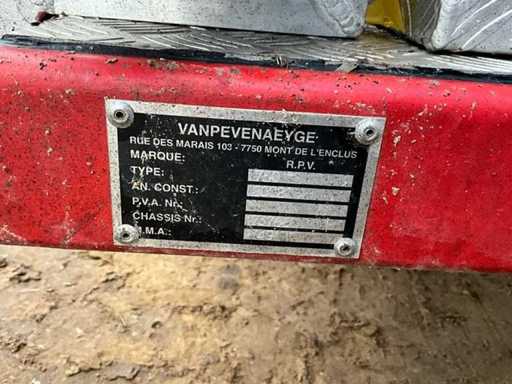 VANPEVENAEYGE
RUE DES MARAIS 103 - 7750 MONT DE L'ENCLUS
MARQUE: R.P.V.
TYPE:
AN. CONST.:
P.V.A. Nr.:
CHASSIS Nr.:
M.M.A.: